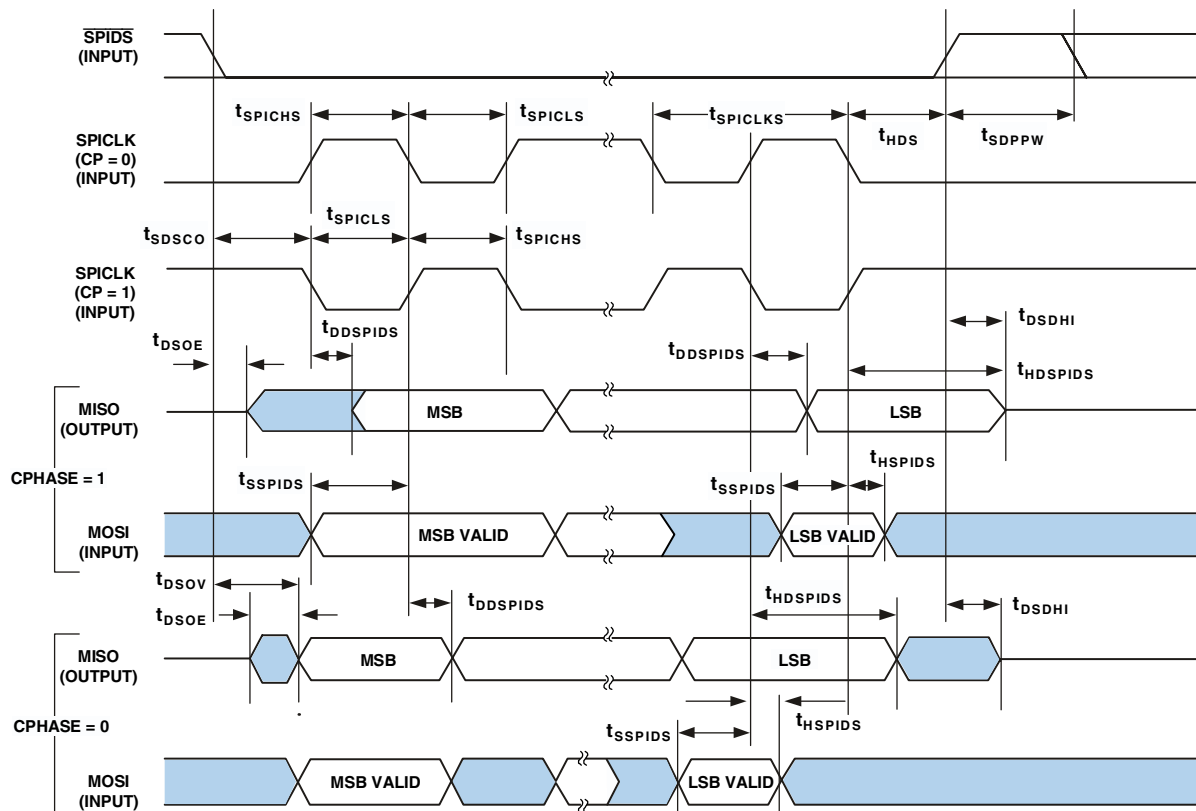 SPIDS
(INPUT)
tSPICHS
tSPICLS
tSPICLKS
tHDS
tSDPPW
SPICLK
(CP = 0)
(INPUT)
tSDSCO
tSPICLS
tSPICHS
SPICLK
(CP = 1)
(INPUT)
tDSOE
tDDSPIDS
tDDSPIDS
tDSDHI
tHDSPIDS
MISO
(OUTPUT)
MSB
LSB
CPHASE = 1
tSSPIDS
tSSPIDS
tHSPIDS
MOSI
(INPUT)
MSB VALID
LSB VALID
tDSOV
tDSOE
tDDSPIDS
tHDSPIDS
tDSDHI
MISO
(OUTPUT)
MSB
LSB
CPHASE = 0
tSSPIDS
tHSPIDS
MOSI
(INPUT)
MSB VALID
LSB VALID